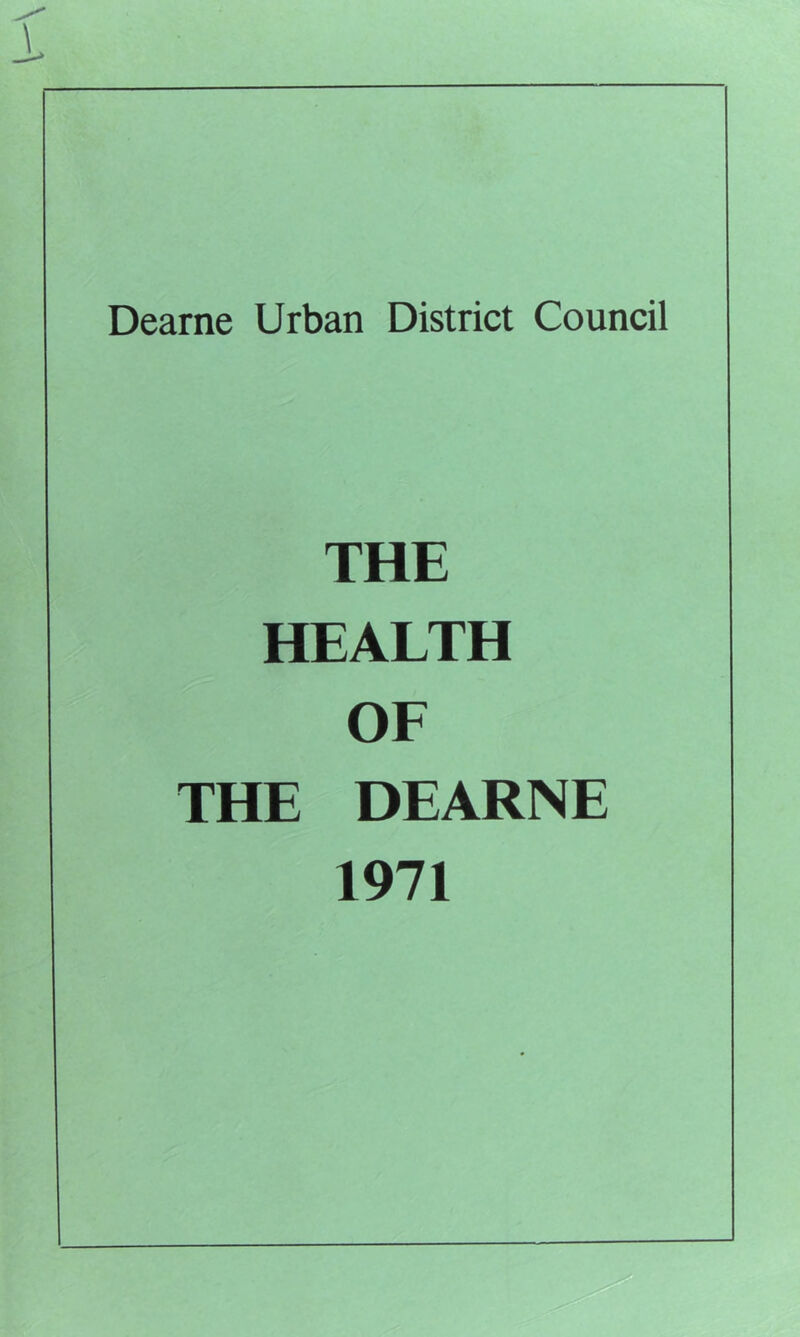 I
Dearne Urban District Council
THE
HEALTH
OF
THE DEARNE
1971